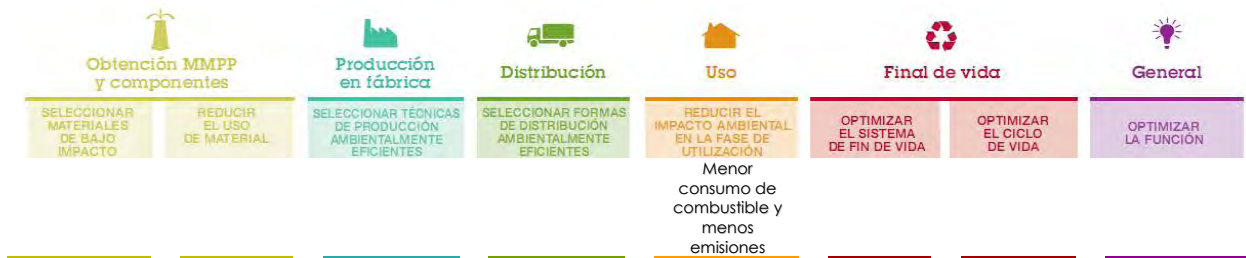 Obtención MMPP
y componentes
Producción
en fábrica
Distribución
Uso
Final de vida
General
SELECCIONAR
MATERIALES
DE BAJO
IMPACTO
REDUCIR
EL USO
DE MATERIAL
SELECCIONAR TÉCNICAS
DE PRODUCCIÓN
AMBIENTALMENTE
EFICIENTES
SELECCIONAR FORMAS
DE DISTRIBUCIÓN
AMBIENTALMENTE
EFICIENTES
REDUCIR EL
IMPACTO AMBIENTAL
EN LA FASE DE
UTILIZACIÓN
OPTIMIZAR
EL SISTEMA
DE FIN DE VIDA
OPTIMIZAR
EL CICLO
DE VIDA
OPTIMIZAR
LA FUNCIÓN
Menor
consumo de
combustible y
menos
emisiones